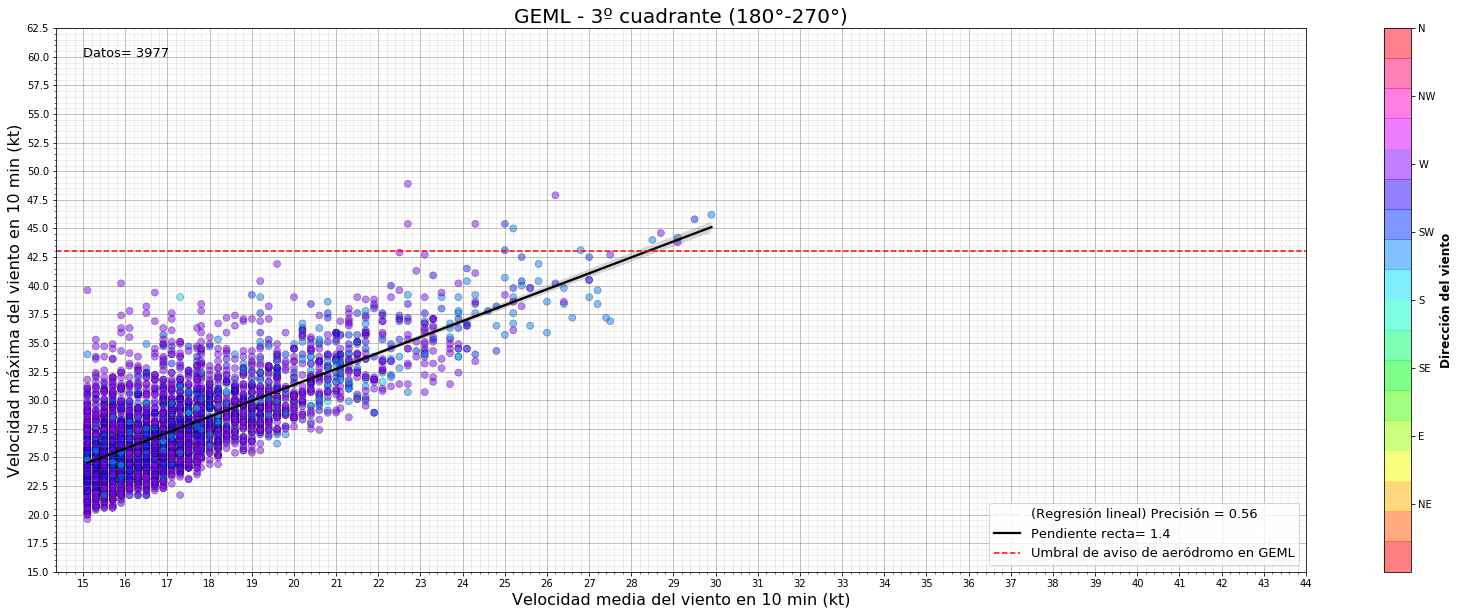 GEML - 3º cuadrante (180°-270°)
Datos= 3977
Velocidad máxima del viento en 10 min (kt)
62.5
60.0
57.5
55.0
52.5
50.0
47.5
45.0
42.5
40.0
37.5
35.0
32.5
30.0
27.5
25.0
22.5
20.0
17.5
15.0
(Regresión lineal) Precisión = 0.56
Pendiente recta= 1.4
Umbral de aviso de aeródromo en GEML
15 16 17 18 19 20 21 22 23 24 25 26 27 28 29 30 31 32 33 34 35 36 37 38 39 40 41 42 43 44
Velocidad media del viento en 10 min (kt)
N
NW
W
SW
S
SE
E
NE
Dirección del viento